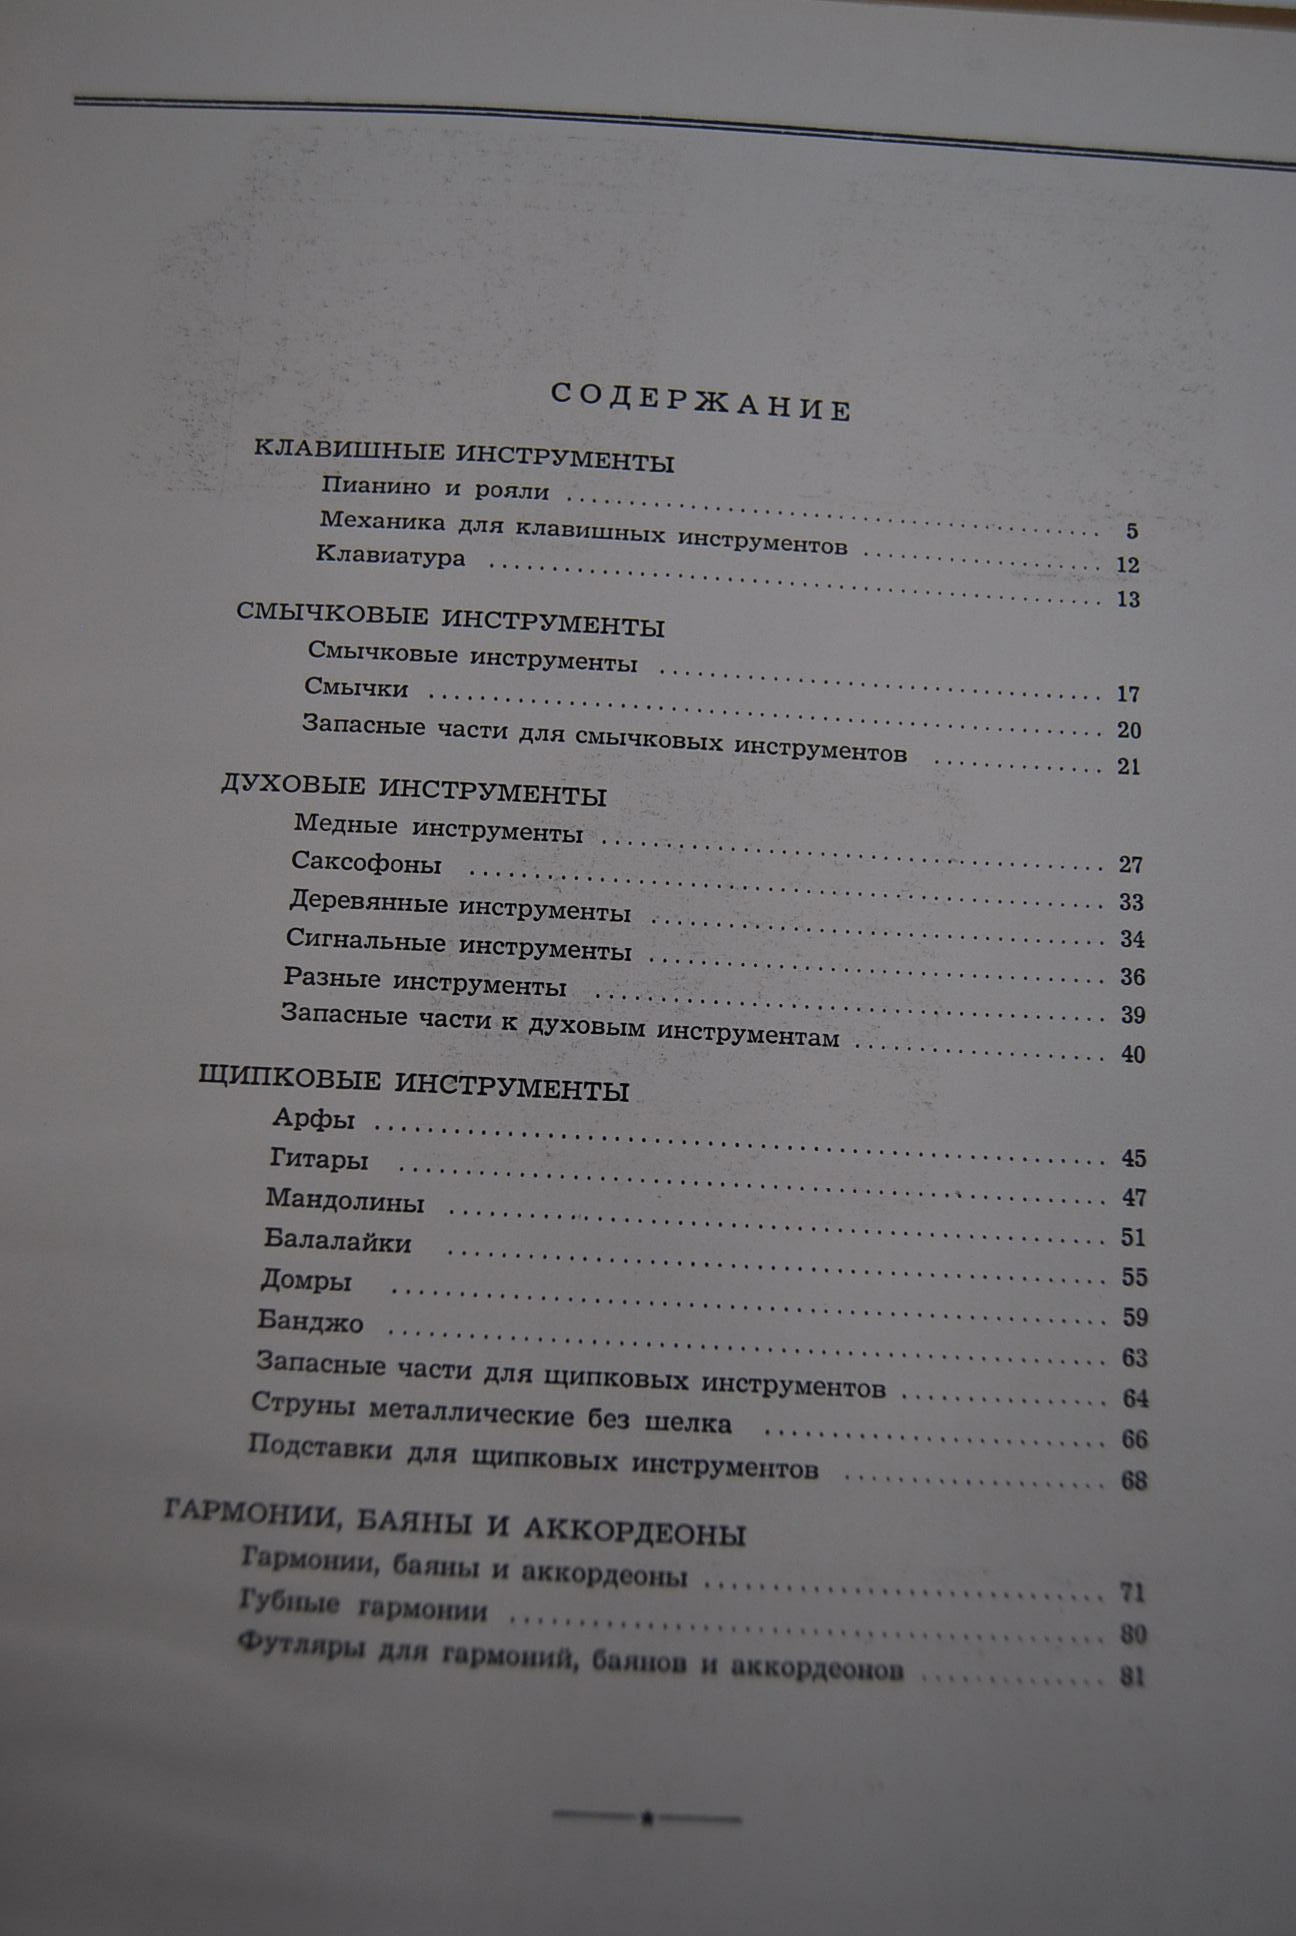 СОДЕРЖАНИЕ
КЛАВИШНЫЕ ИНСТРУМЕНТЫ
Пианино и рояли 5
Механика для клавишных инструментов 12
Клавиатура 13
СМЫЧКОВЫЕ ИНСТРУМЕНТЫ
Смычковые инструменты 17
Смычки 20
Запасные части для смычковых инструментов 21
ДУХОВЫЕ ИНСТРУМЕНТЫ
Медные инструменты 27
Саксофоны 33
Деревянные инструменты 34
Сигнальные инструменты 36
Разные инструменты 39
Запасные части к духовым инструментам 40
ЩИПКОВЫЕ ИНСТРУМЕНТЫ
Арфы 45
Гитары 47
Мандолины 51
Балалайки 55
Домры 59
Банджо 63
Запасные части для щипковых инструментов 64
Струны металлические без шелка 66
Подставки для щипковых инструментов 68
ГАРМОНИИ, БАЯНЫ И АККОРДЕОНЫ
Гармонии, баяны и аккордеоны 71
Губные гармонии 80
Футляры для гармоний, баянов и аккордеонов 81